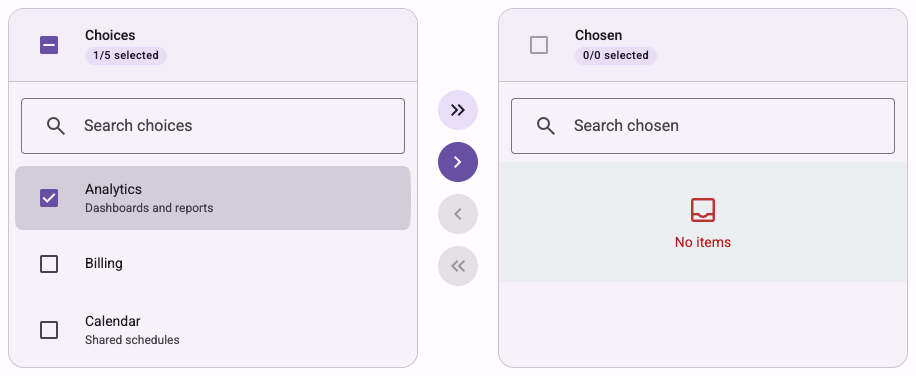 Choices
1/5 selected
Search choices
Analytics
Dashboards and reports
Billing
Calendar
Shared schedules
Chosen
0/0 selected
Search chosen
No items